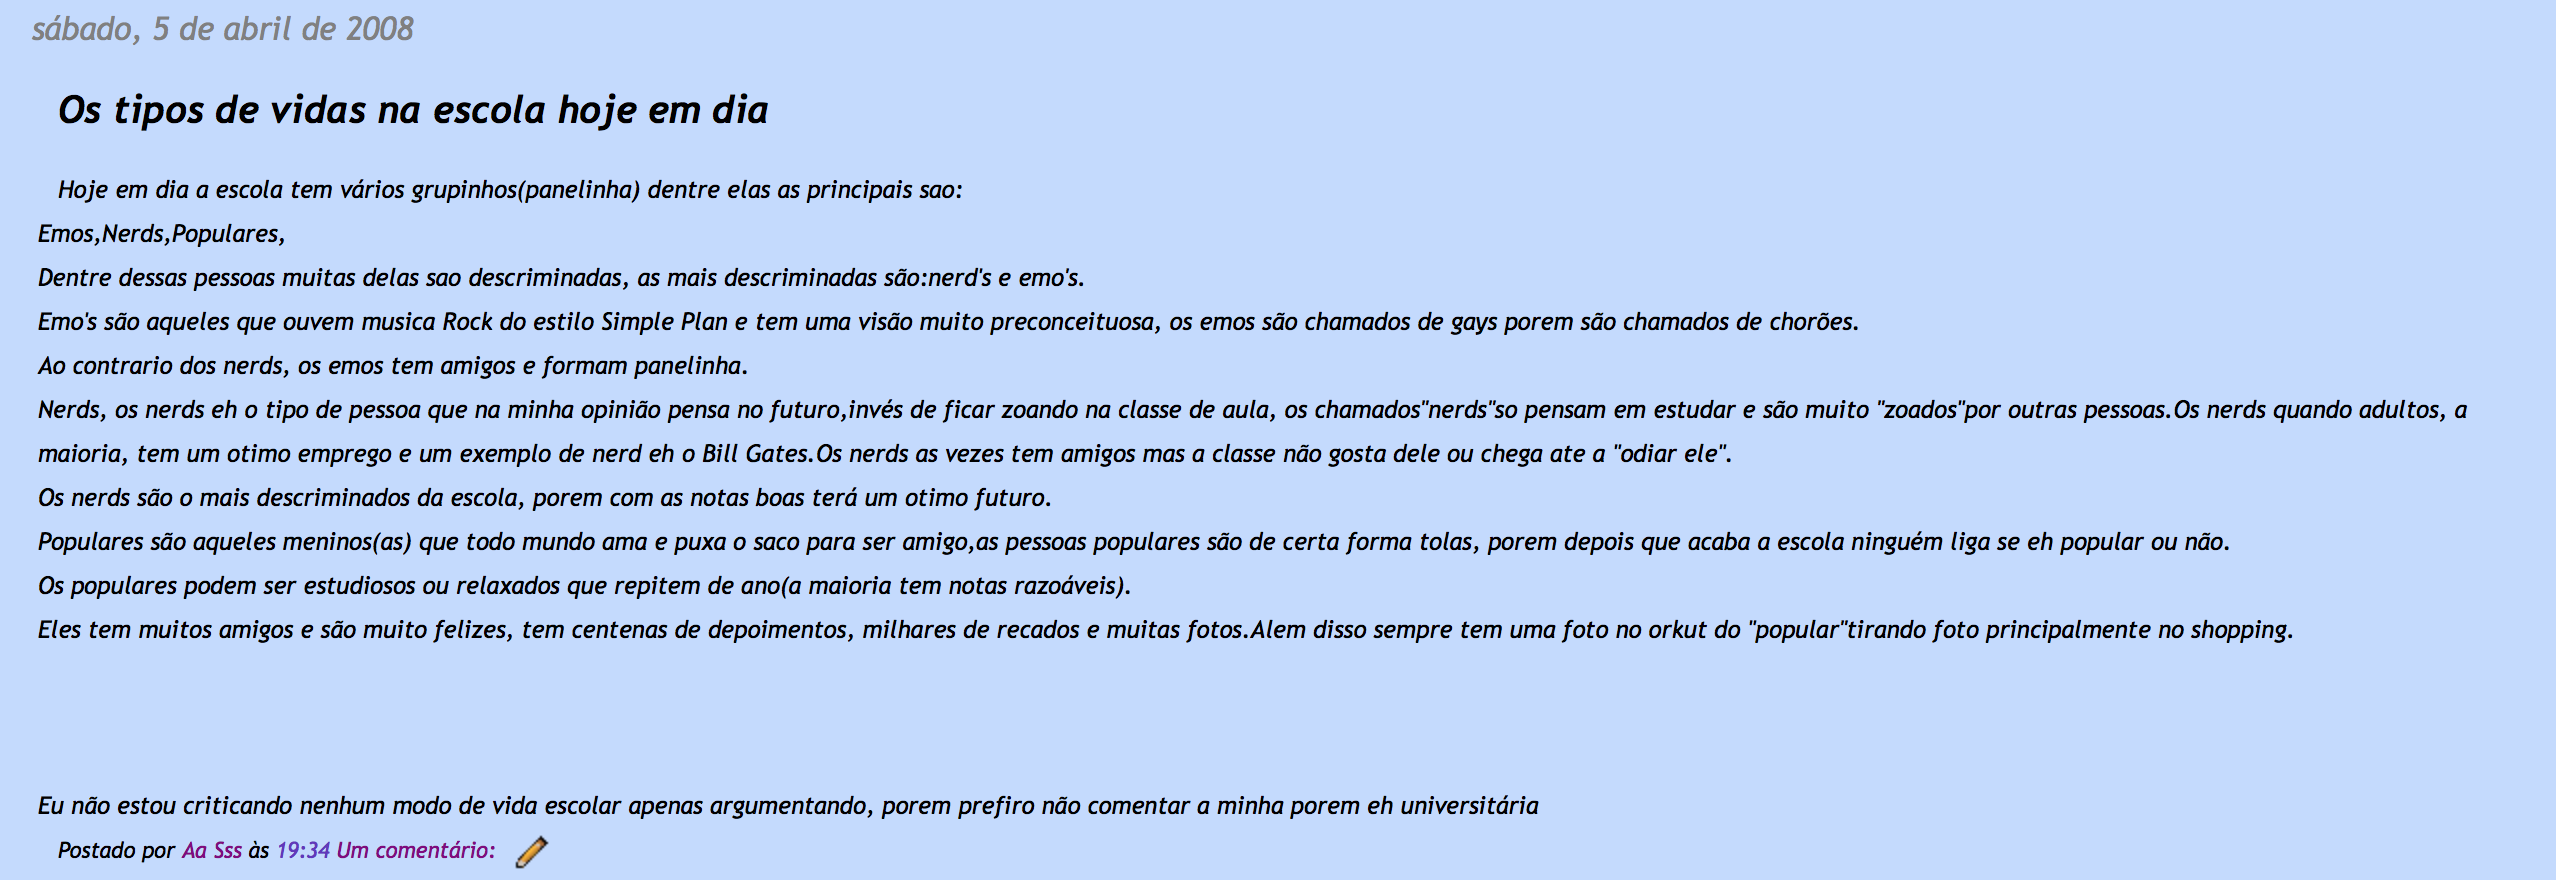 sábado, 5 de abril de 2008
Os tipos de vidas na escola hoje em dia
Hoje em dia a escola tem vários grupinhos(panelinha) dentre elas as principais sao:
Emos,Nerds,Populares,
Dentre dessas pessoas muitas delas sao descriminadas, as mais descriminadas são:nerd's e emo's.
Emo's são aqueles que ouvem musica Rock do estilo Simple Plan e tem uma visão muito preconceituosa, os emos são chamados de gays porem são chamados de chorões.
Ao contrario dos nerds, os emos tem amigos e formam panelinha.
Nerds, os nerds eh o tipo de pessoa que na minha opinião pensa no futuro,invés de ficar zoando na classe de aula, os chamados"nerds"so pensam em estudar e são muito "zoados"por outras pessoas.Os nerds quando adultos, a
maioria, tem um otimo emprego e um exemplo de nerd eh o Bill Gates.Os nerds as vezes tem amigos mas a classe não gosta dele ou chega ate a "odiar ele".
Os nerds são o mais descriminados da escola, porem com as notas boas terá um otimo futuro.
Populares são aqueles meninos(as) que todo mundo ama e puxa o saco para ser amigo,as pessoas populares são de certa forma tolas, porem depois que acaba a escola ninguém liga se eh popular ou não.
Os populares podem ser estudiosos ou relaxados que repitem de ano(a maioria tem notas razoáveis).
Eles tem muitos amigos e são muito felizes, tem centenas de depoimentos, milhares de recados e muitas fotos.Alem disso sempre tem uma foto no orkut do "popular"tirando foto principalmente no shopping.
Eu não estou criticando nenhum modo de vida escolar apenas argumentando, porem prefiro não comentar a minha porem eh universitária
Postado por Aa Sss às 19:34 Um comentário: